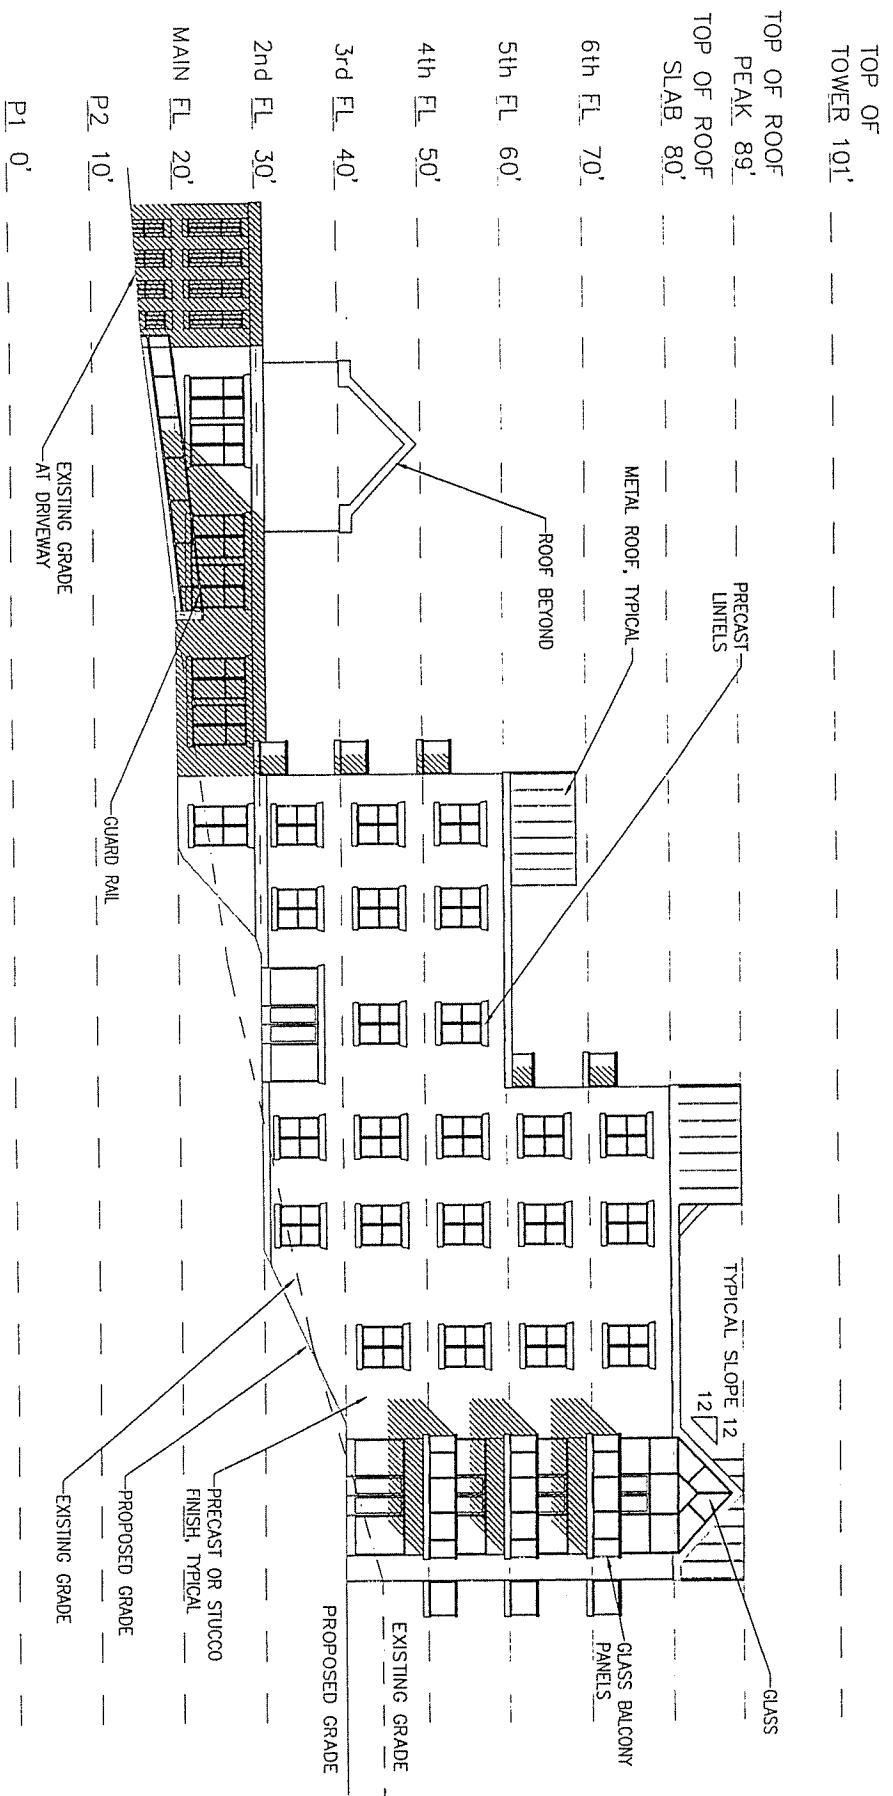 TOP OF
TOWER 101'
TOP OF ROOF
PEAK 89'
TOP OF ROOF
SLAB 80'
6th FL 70'
5th FL 60'
4th FL 50'
3rd FL 40'
2nd FL 30'
MAIN FL 20'
P2 10'
P1 0'
EXISTING GRADE
AT DRIVEWAY
ROOF BEYOND
METAL ROOF, TYPICAL
PRECAST
LINTELS
GUARD RAIL
TYPICAL SLOPE 12
12
GLASS
GLASS BALCONY
PANELS
EXISTING GRADE
PROPOSED GRADE
PRECAST OR STUCCO
FINISH, TYPICAL
PROPOSED GRADE
EXISTING GRADE